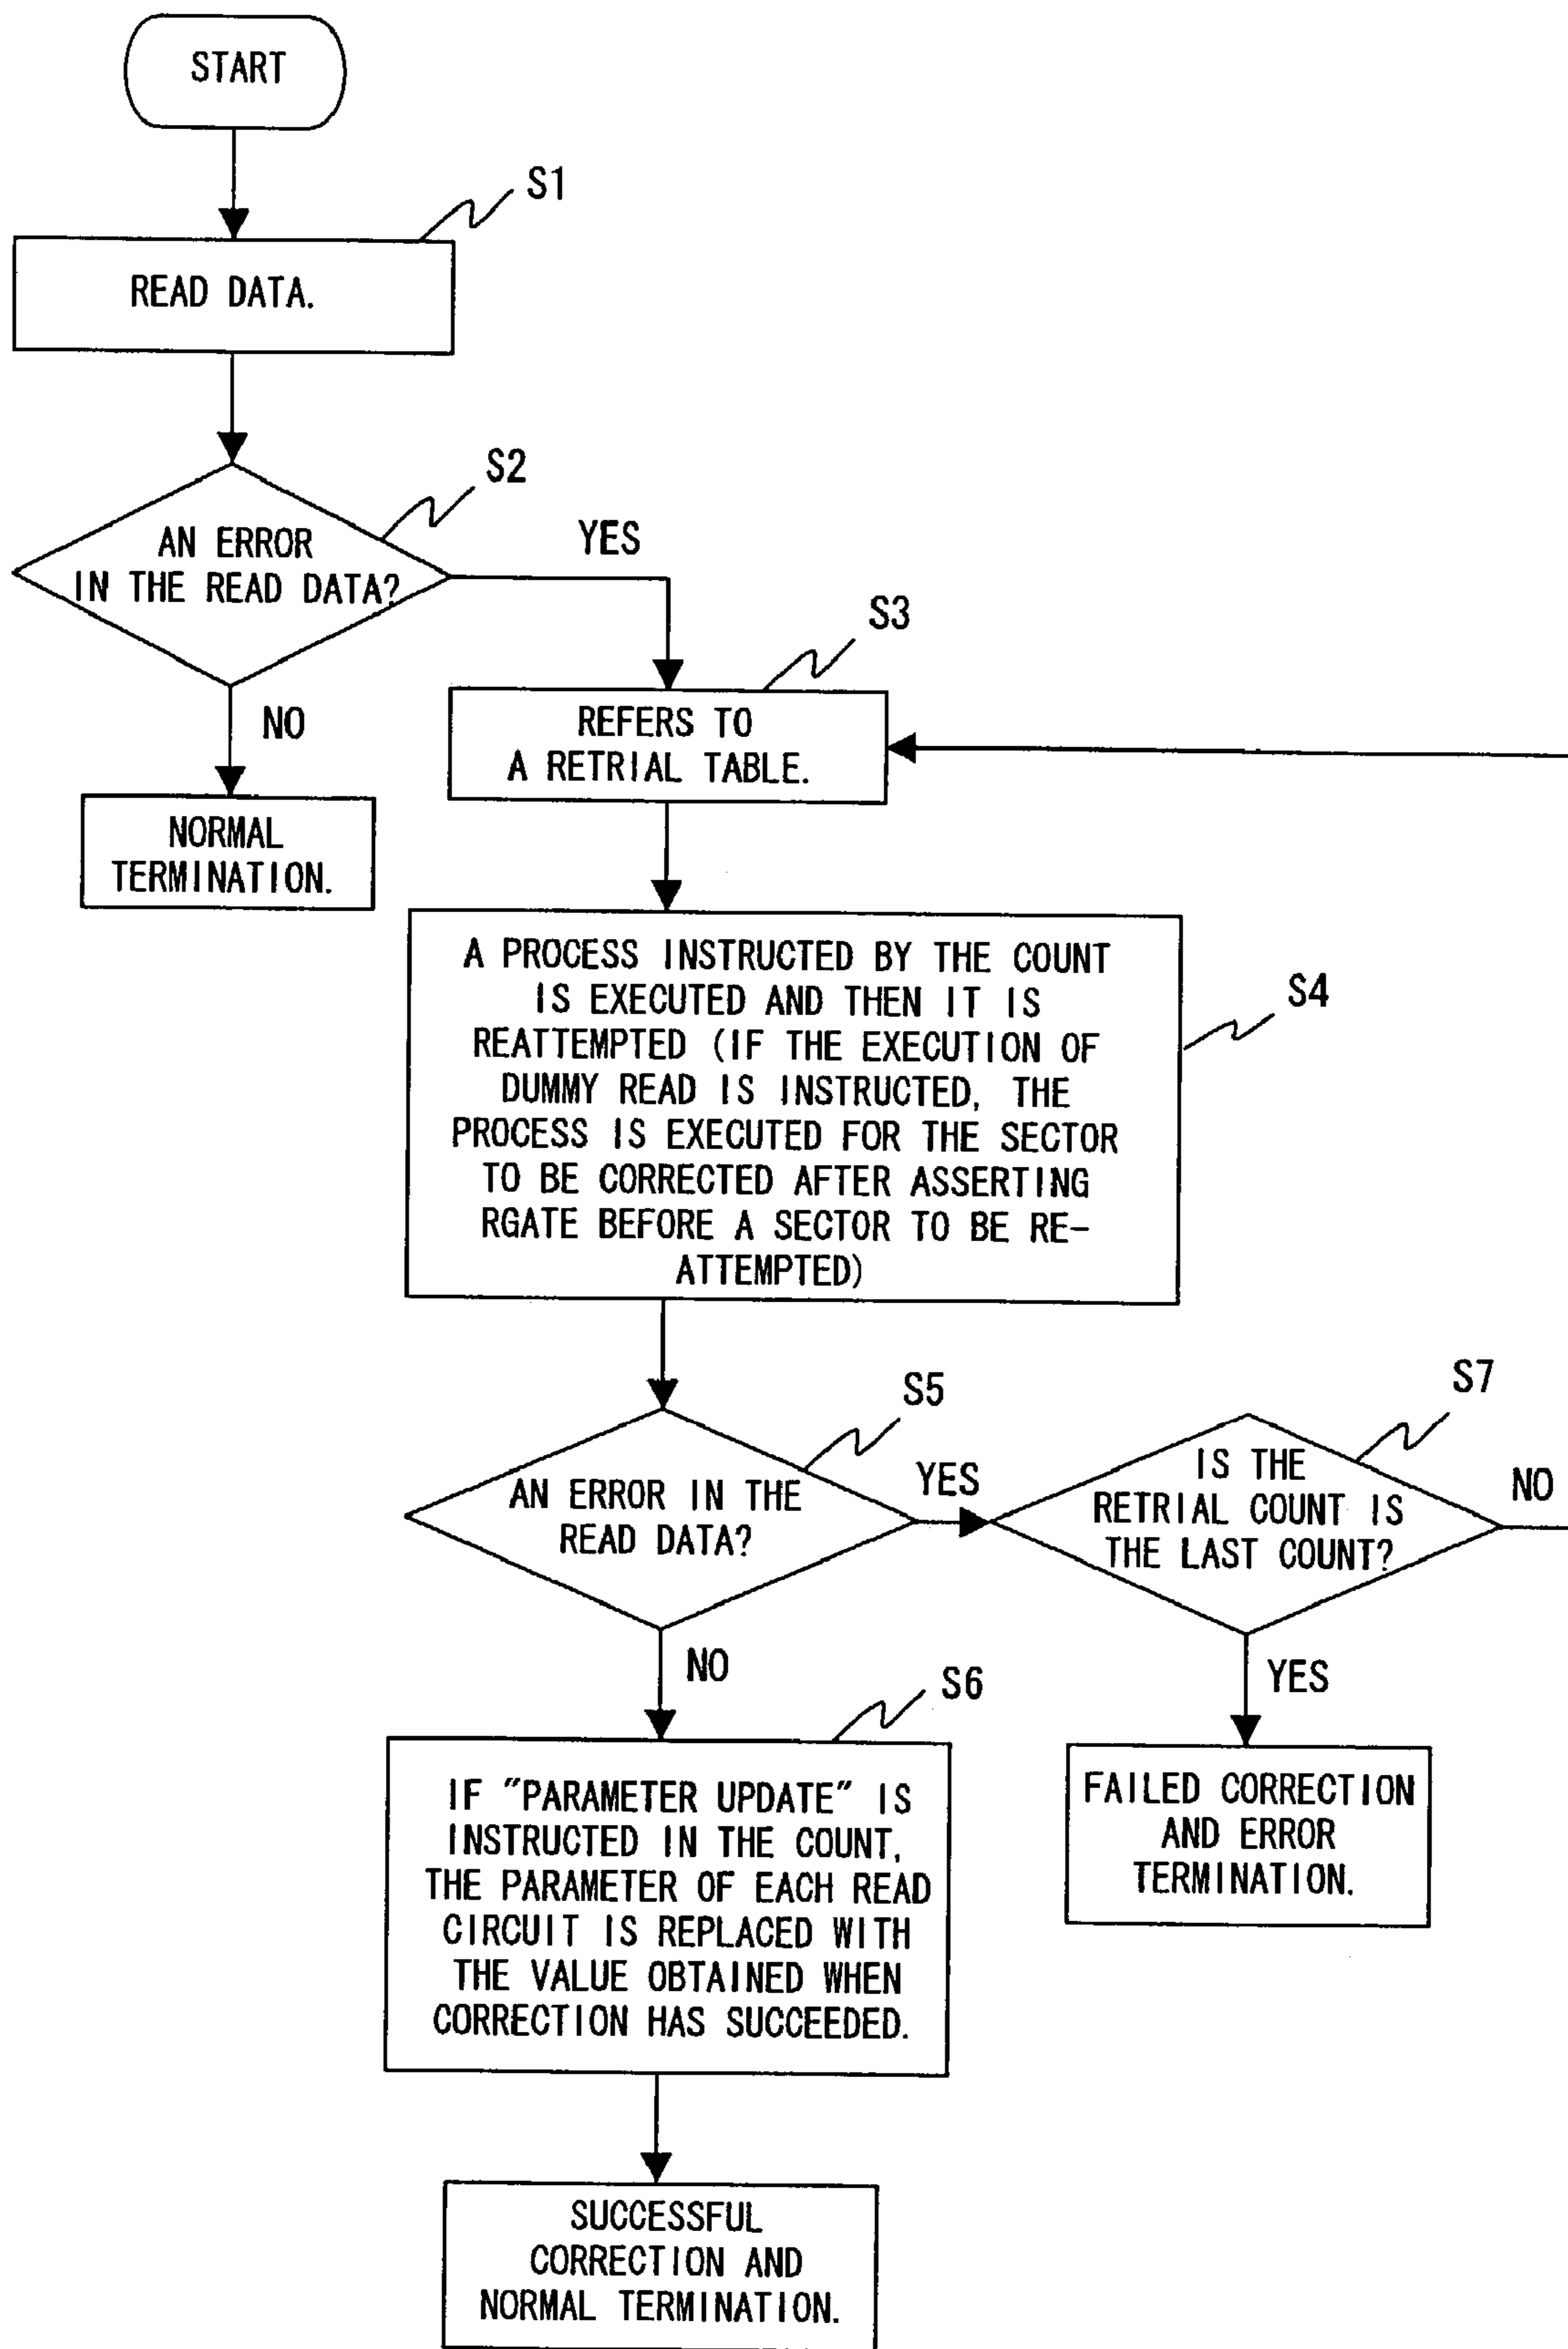 START
S1
READ DATA.
S2
AN ERROR
IN THE READ DATA?
YES
NO
NORMAL
TERMINATION.
S3
REFERS TO
A RETRIAL TABLE.
S4
A PROCESS INSTRUCTED BY THE COUNT
IS EXECUTED AND THEN IT IS
REATTEMPTED (IF THE EXECUTION OF
DUMMY READ IS INSTRUCTED, THE
PROCESS IS EXECUTED FOR THE SECTOR
TO BE CORRECTED AFTER ASSERTING
RGATE BEFORE A SECTOR TO BE RE-
ATTEMPTED)
S5
AN ERROR IN THE
READ DATA?
YES
S7
IS THE
RETRIAL COUNT IS
THE LAST COUNT?
NO
NO
YES
S6
IF "PARAMETER UPDATE" IS
INSTRUCTED IN THE COUNT,
THE PARAMETER OF EACH READ
CIRCUIT IS REPLACED WITH
THE VALUE OBTAINED WHEN
CORRECTION HAS SUCCEEDED.
FAILED CORRECTION
AND ERROR
TERMINATION.
SUCCESSFUL
CORRECTION AND
NORMAL TERMINATION.